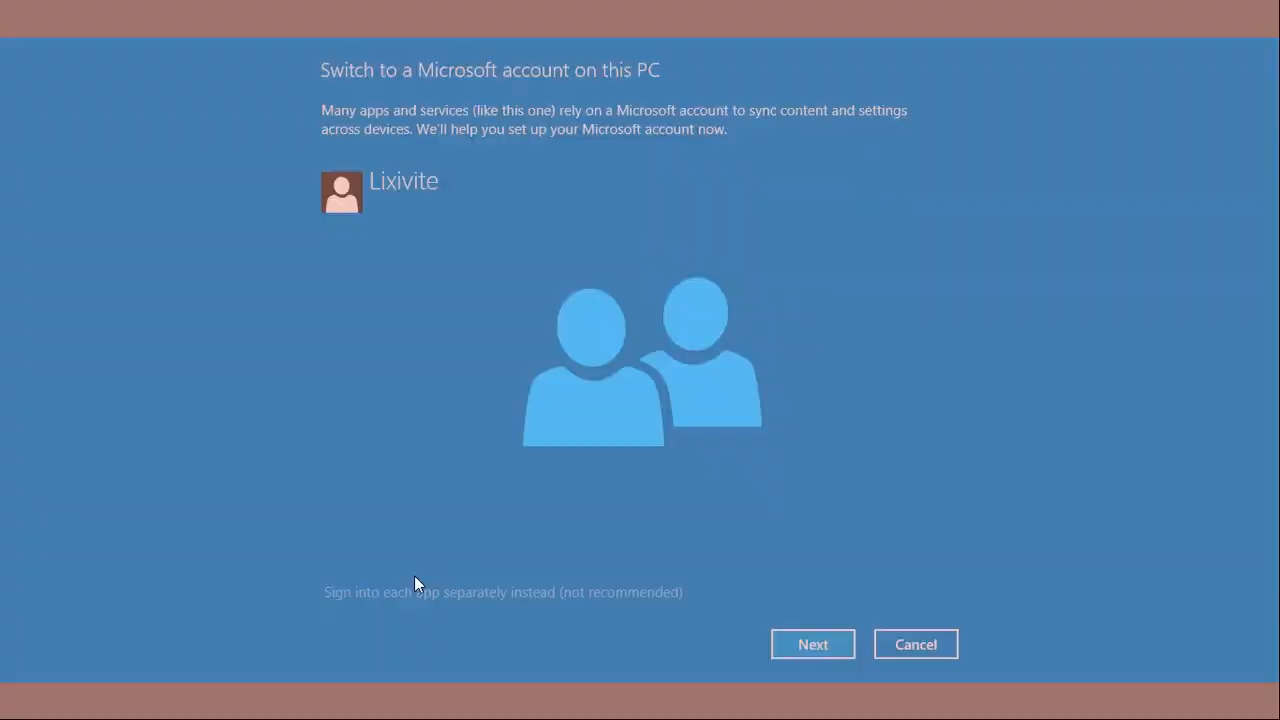 Switch to a Microsoft account on this PC
Many apps and services (like this one) rely on a Microsoft account to sync content and settings
across devices. We'll help you set up your Microsoft account now.
Lixivite
Sign into each app separately instead (not recommended)
Next
Cancel